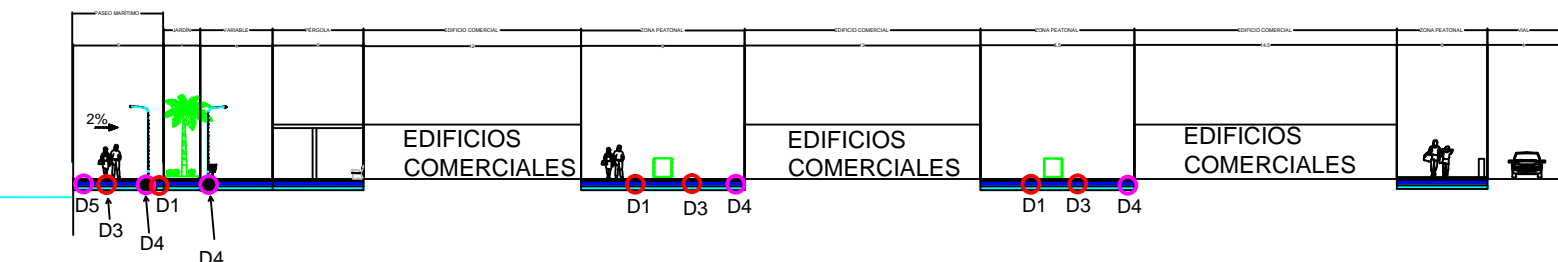 PASEO MARÍTIMO
JARDÍN VARIABLE PÉRGOLA EDIFICIO COMERCIAL ZONA PEATONAL EDIFICIO COMERCIAL ZONA PEATONAL EDIFICIO COMERCIAL ZONA PEATONAL VIAL
2%
EDIFICIOS
COMERCIALES
EDIFICIOS
COMERCIALES
EDIFICIOS
COMERCIALES
D5
D3
D4
D1
D4
D1
D3
D4
D1
D3
D4